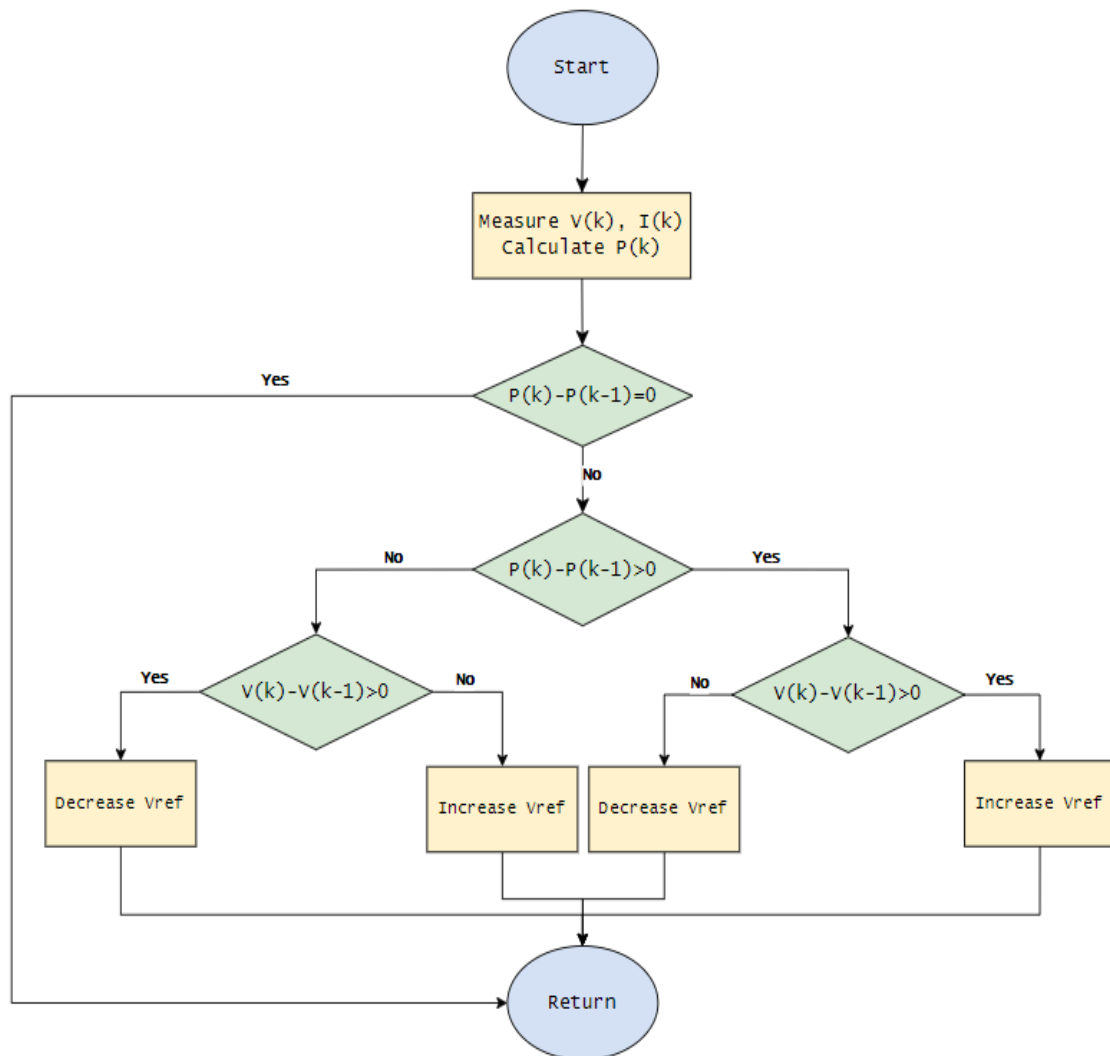 Start
Measure V(k), I(k)
Calculate P(k)
Yes
P(k)-P(k-1)=0
No
No
P(k)-P(k-1)>0
Yes
Yes
V(k)-V(k-1)>0
No
No
V(k)-V(k-1)>0
Yes
Decrease Vref
Increase Vref
Decrease Vref
Increase Vref
Return